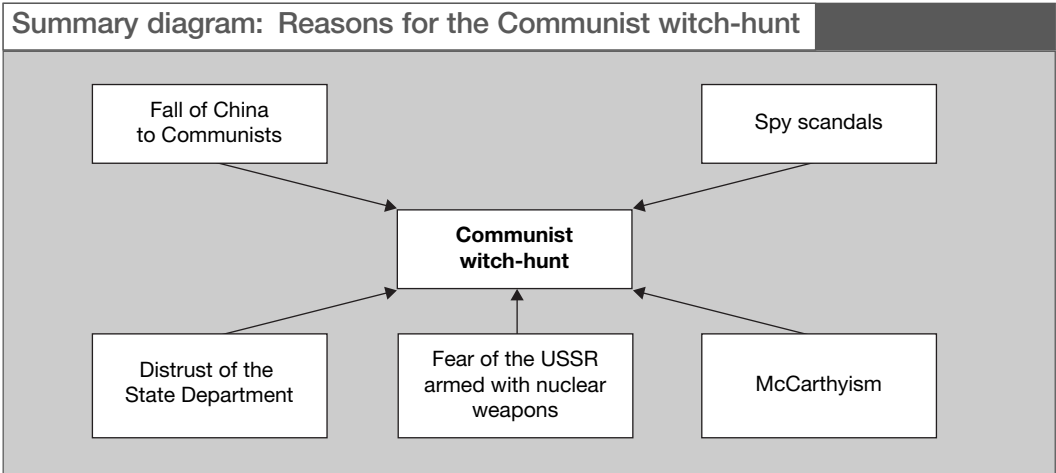 Summary diagram: Reasons for the Communist witch-hunt
Fall of China
to Communists
Spy scandals
Communist
witch-hunt
Distrust of the
State Department
Fear of the USSR
armed with nuclear
weapons
McCarthyism